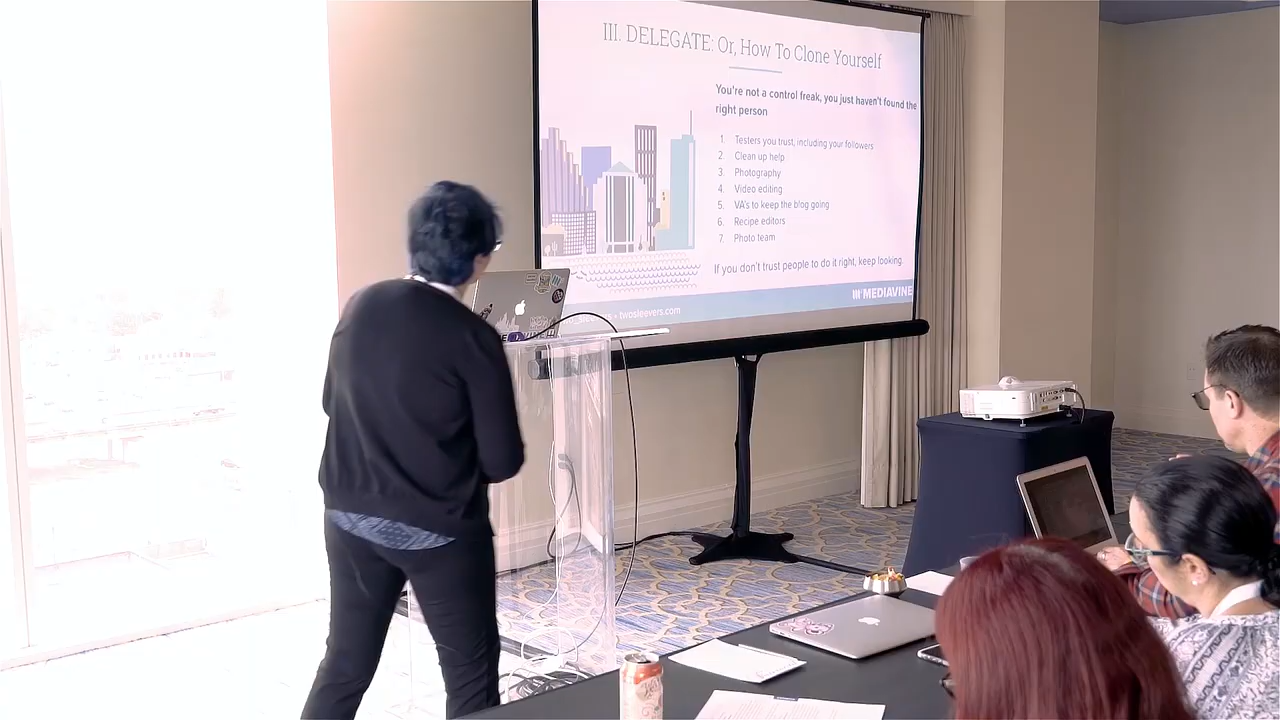 III. DELEGATE: Or, How To Clone Yourself
You're not a control freak, you just haven't found the
right person
1. Testers you trust, including your followers
2. Clean up help
3. Photography
4. Video editing
5. VA's to keep the blog going
6. Recipe editors
7. Photo team
If you don't trust people to do it right, keep looking.
MEDIAVINE
twosleevers.com